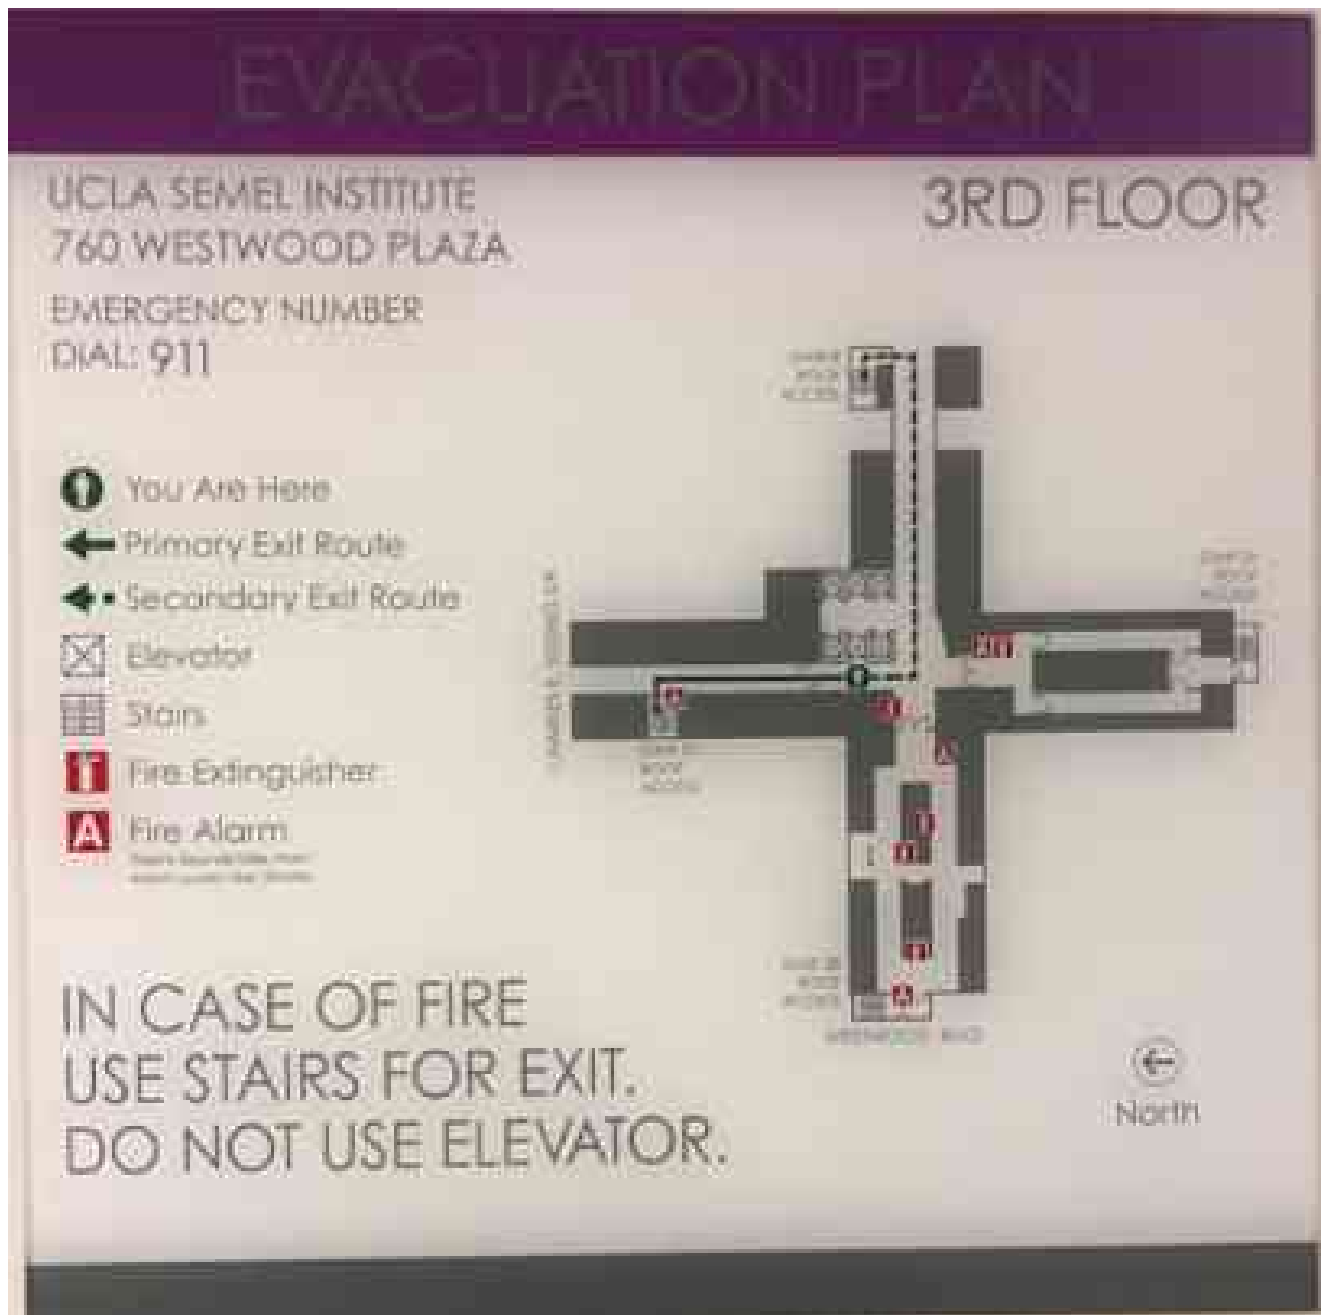 EVACUATION PLAN
UCLA SEMEL INSTITUTE
760 WESTWOOD PLAZA
3RD FLOOR
EMERGENCY NUMBER
DIAL: 911
You Are Here
Primary Exit Route
Secondary Exit Route
Elevator
Stairs
Fire Extinguisher
A Fire Alarm
ROOF
ACCESS
IN CASE OF FIRE
USE STAIRS FOR EXIT.
DO NOT USE ELEVATOR.
North